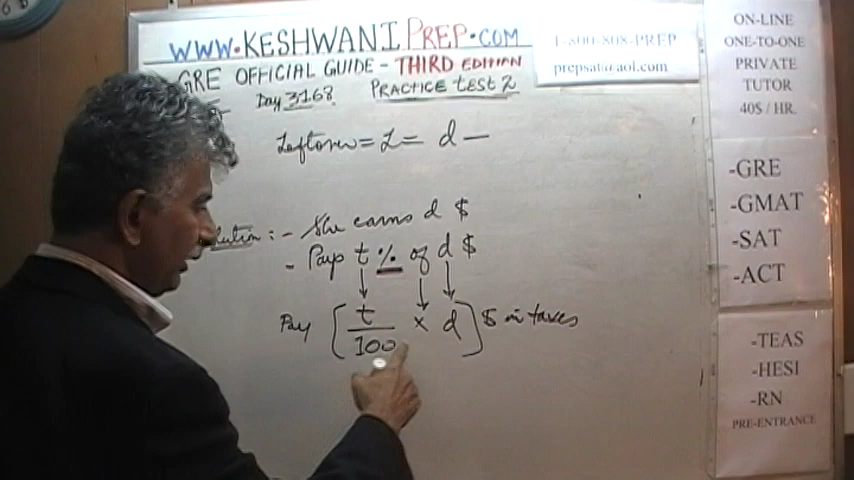 WWW.KESHWANIPREP.COM
1-800-808-PREP
prepsat@aol.com
GRE OFFICIAL GUIDE - THIRD EDITION
Day 3168 PRACTICE TEST 2
Leftover = L = d —
Solution :- She earns d $
- Pays t % of d $
Pay [ t/100 × d ] $ in taxes
ON-LINE
ONE-TO-ONE
PRIVATE
TUTOR
40$ / HR.
-GRE
-GMAT
-SAT
-ACT
-TEAS
-HESI
-RN
PRE-ENTRANCE